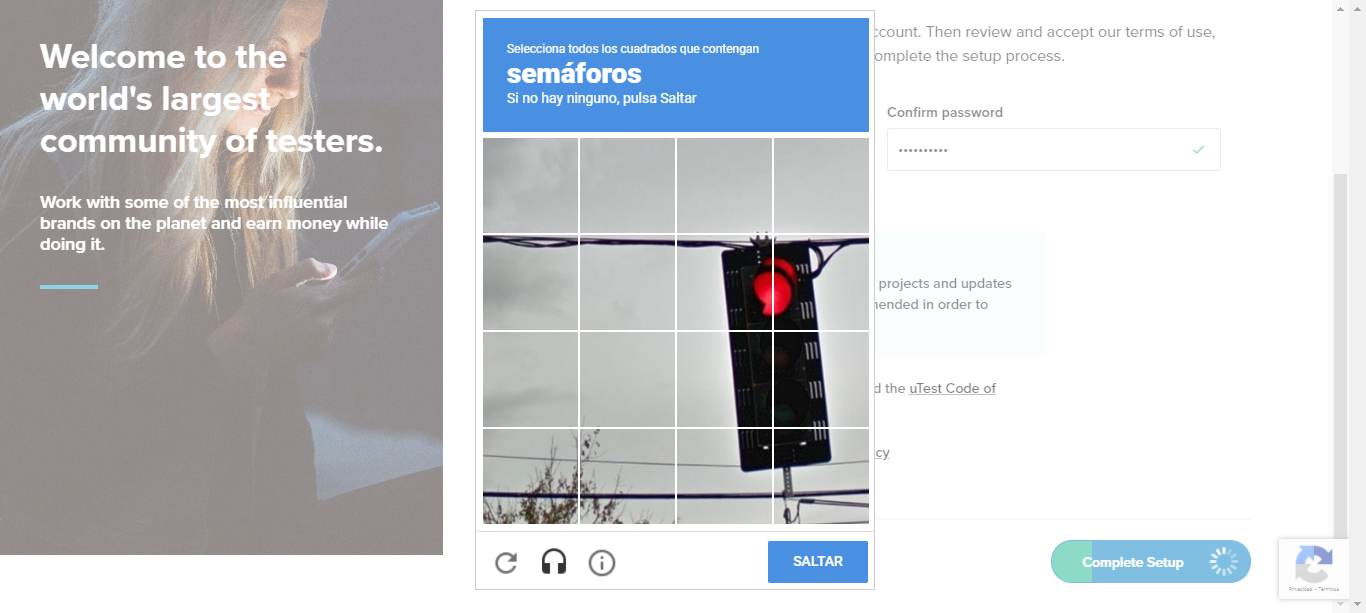 Welcome to the
world's largest
community of testers.
Work with some of the most influential
brands on the planet and earn money while
doing it.
Selecciona todos los cuadrados que contengan
semáforos
Si no hay ninguno, pulsa Saltar
SALTAR
ccount. Then review and accept our terms of use,
omplete the setup process.
Confirm password
projects and updates
nended in order to
d the uTest Code of
cy
Complete Setup
Privacidad - Términos